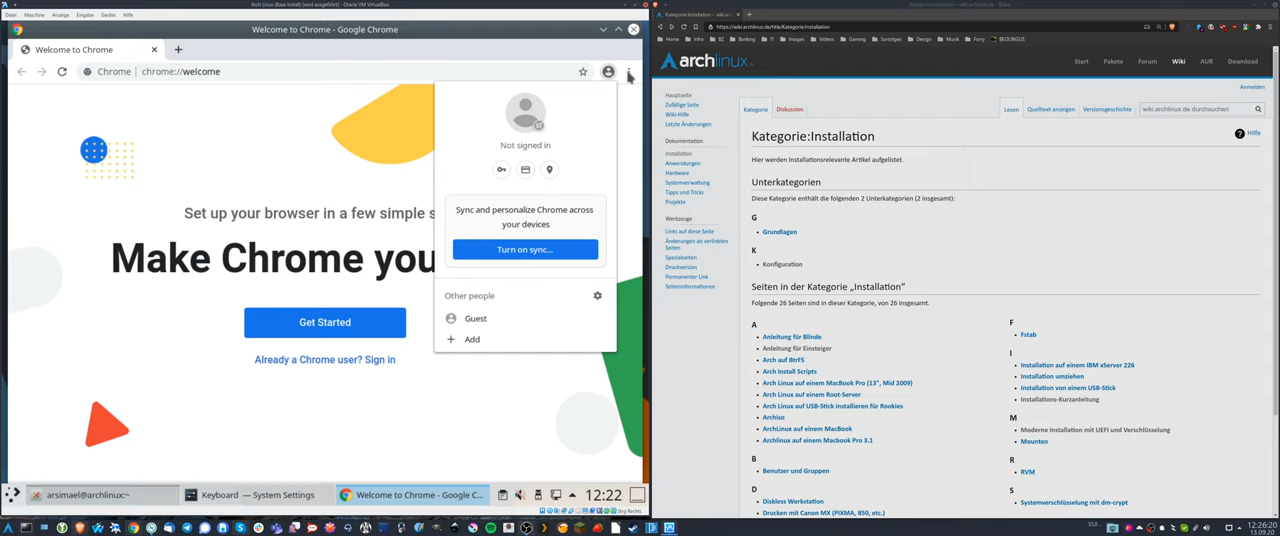 Arch Linux (Base Install) [wird ausgeführt] - Oracle VM VirtualBox
Datei Maschine Anzeige Eingabe Geräte Hilfe
Welcome to Chrome - Google Chrome
Welcome to Chrome
Chrome | chrome://welcome
Not signed in
Sync and personalize Chrome across
your devices
Turn on sync...
Other people
Guest
Add
Set up your browser in a few simple s
Make Chrome you
Get Started
Already a Chrome user? Sign in
arsimael@archlinux:~
Keyboard — System Settings
Welcome to Chrome - Google C...
12:22
Strg Rechts
Kategorie:Installation – wiki.archlinux.de
https://wiki.archlinux.de/title/Kategorie:Installation
Home Infra BZ Banking IT Images Videos Gaming Sonstiges Design Musik Furry BEOLINGUS
archlinux
Start Pakete Forum Wiki AUR Download
Anmelden
Hauptseite
Zufällige Seite
Wiki-Hilfe
Letzte Änderungen
Dokumentation
Installation
Anwendungen
Hardware
Systemverwaltung
Tipps und Tricks
Projekte
Werkzeuge
Links auf diese Seite
Änderungen an verlinkten
Seiten
Spezialseiten
Druckversion
Permanenter Link
Seiteninformationen
Kategorie Diskussion
Lesen Quelltext anzeigen Versionsgeschichte
wiki.archlinux.de durchsuchen
Kategorie:Installation
Hilfe
Hier werden Installationsrelevante Artikel aufgelistet.
Unterkategorien
Diese Kategorie enthält die folgenden 2 Unterkategorien (2 insgesamt):
G
Grundlagen
K
Konfiguration
Seiten in der Kategorie „Installation“
Folgende 26 Seiten sind in dieser Kategorie, von 26 insgesamt.
A
Anleitung für Blinde
Anleitung für Einsteiger
Arch auf BtrFS
Arch Install Scripts
Arch Linux auf einem MacBook Pro (13", Mid 2009)
Arch Linux auf einem Root-Server
Arch Linux auf USB-Stick installieren für Rookies
Archiso
ArchLinux auf einem MacBook
Archlinux auf einem Macbook Pro 3.1
B
Benutzer und Gruppen
D
Diskless Workstation
Drucken mit Canon MX (PIXMA, 850, etc.)
F
Fstab
I
Installation auf einem IBM xServer 226
Installation umziehen
Installation von einem USB-Stick
Installations-Kurzanleitung
M
Moderne Installation mit UEFI und Verschlüsselung
Mounten
R
RVM
S
Systemverschlüsselung mit dm-crypt
12:26:20
13.09.20